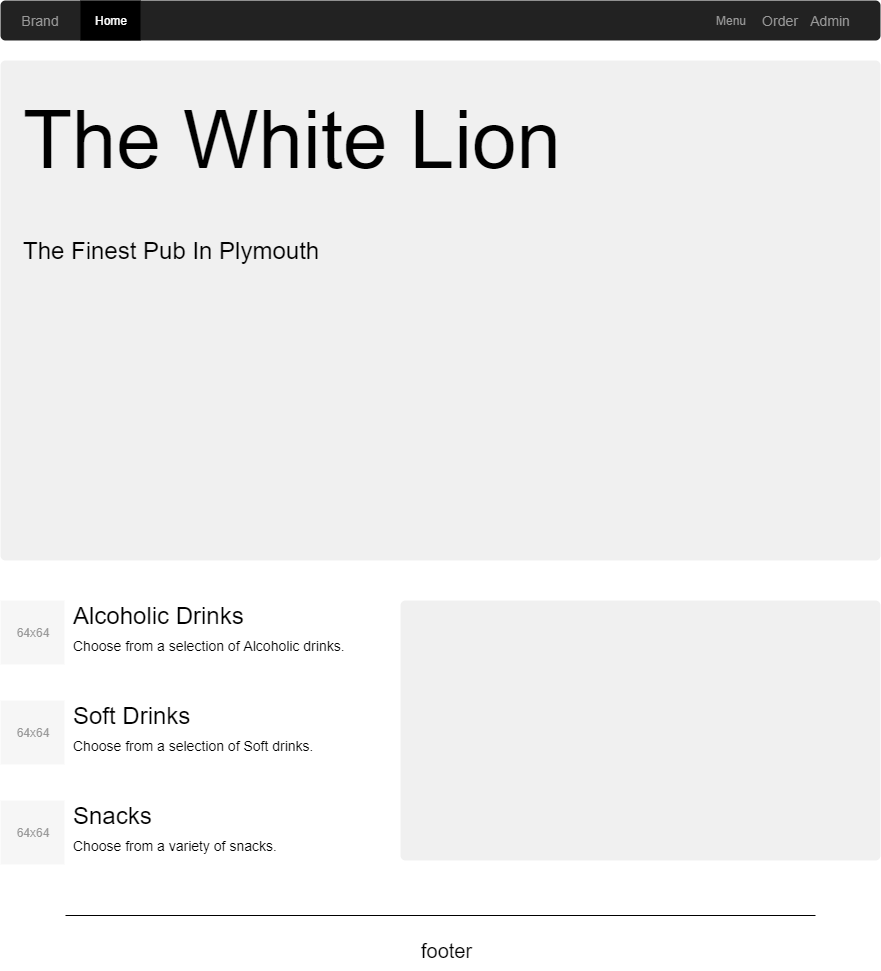 Brand Home Menu Order Admin
The White Lion
The Finest Pub In Plymouth
64x64
Alcoholic Drinks
Choose from a selection of Alcoholic drinks.
64x64
Soft Drinks
Choose from a selection of Soft drinks.
64x64
Snacks
Choose from a variety of snacks.
footer